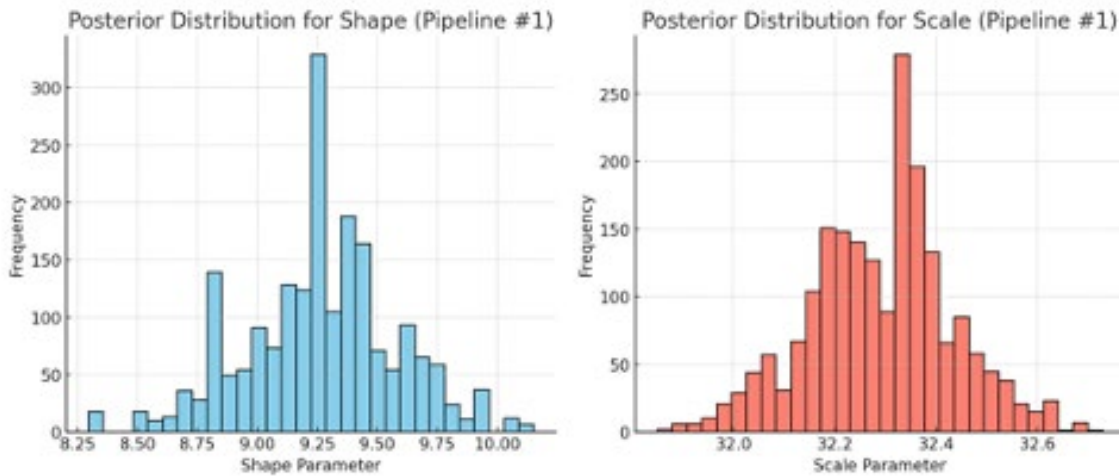 Posterior Distribution for Shape (Pipeline #1)
300
250
200
150
100
50
0
Frequency
8.25 8.50 8.75 9.00 9.25 9.50 9.75 10.00
Shape Parameter
Posterior Distribution for Scale (Pipeline #1)
250
200
150
100
50
0
Frequency
32.0 32.2 32.4 32.6
Scale Parameter